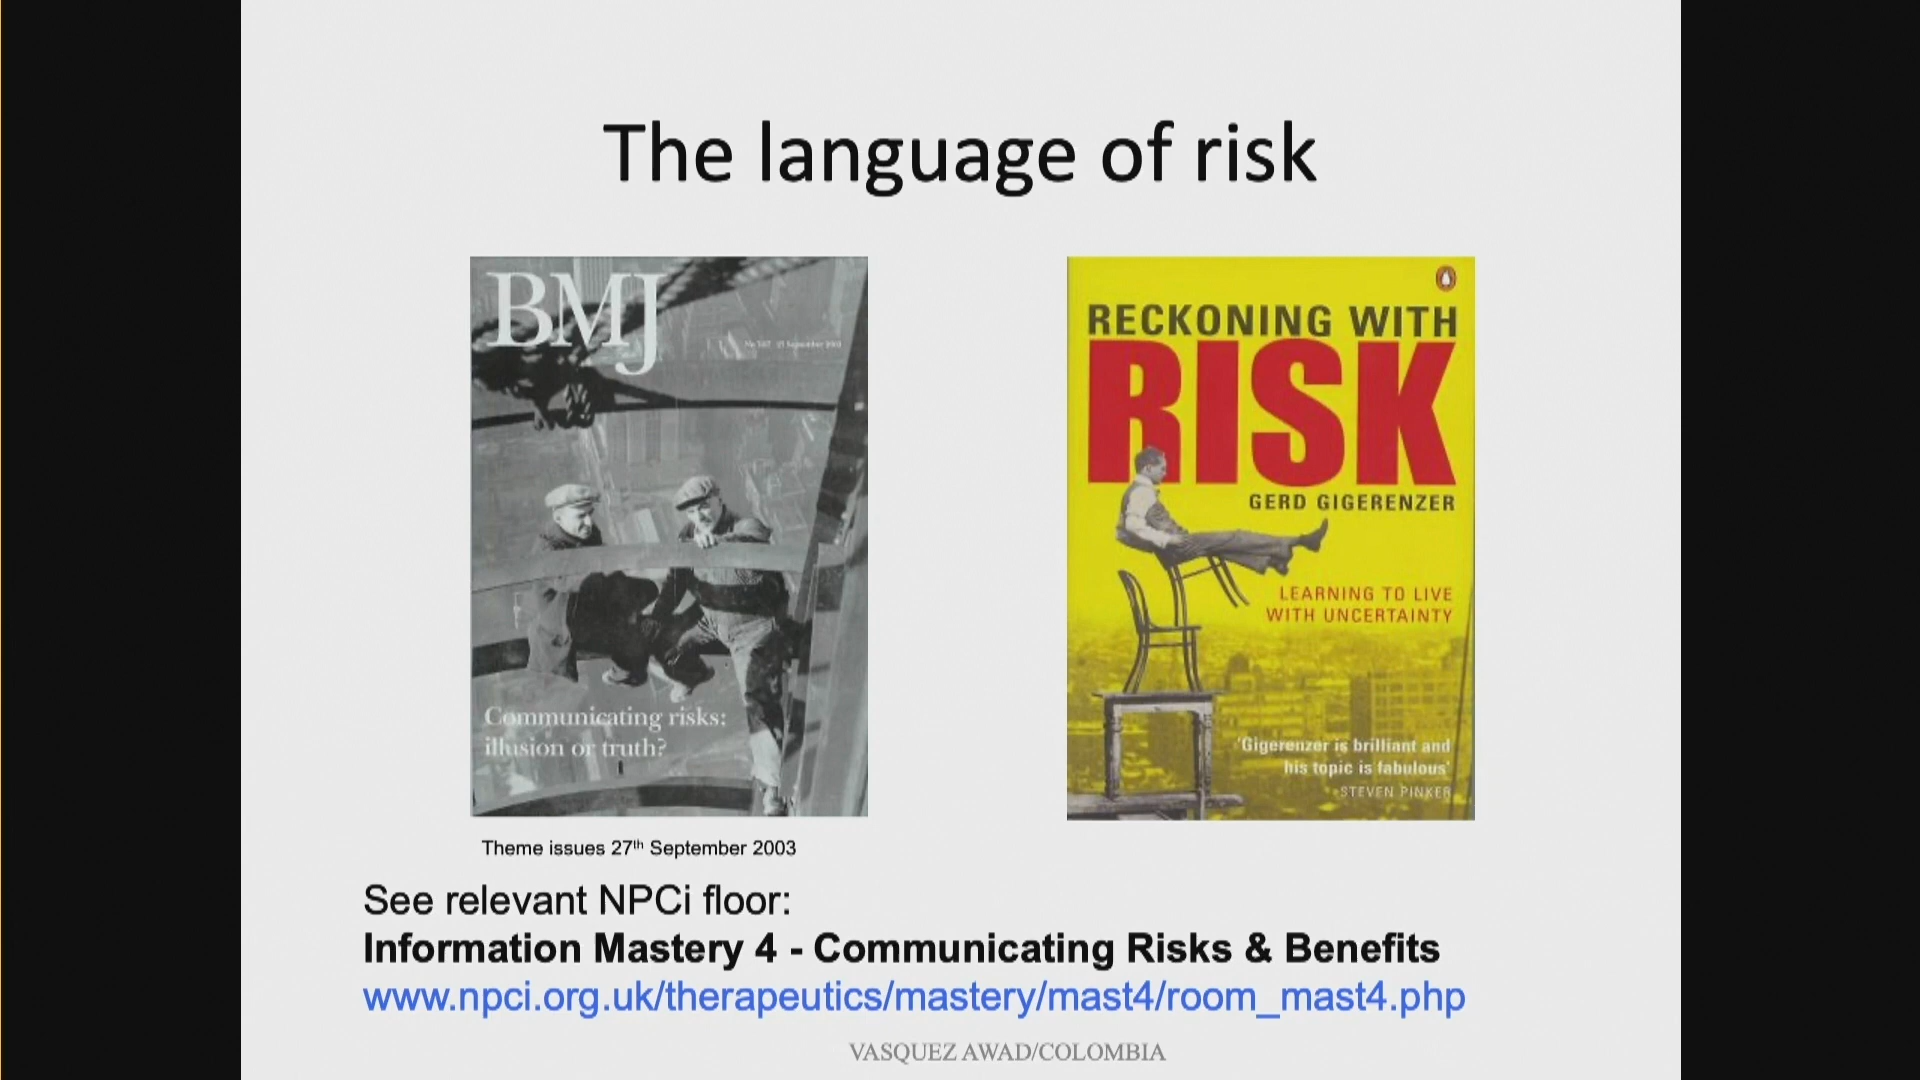 The language of risk
BMJ
27 September 2003
Communicating risks:
illusion or truth?
RECKONING WITH
RISK
GERD GIGERENZER
LEARNING TO LIVE
WITH UNCERTAINTY
'Gigerenzer is brilliant and
his topic is fabulous'
STEVEN PINKER
Theme issues 27th September 2003
See relevant NPCi floor:
Information Mastery 4 - Communicating Risks & Benefits
www.npci.org.uk/therapeutics/mastery/mast4/room_mast4.php
VASQUEZ AWAD/COLOMBIA